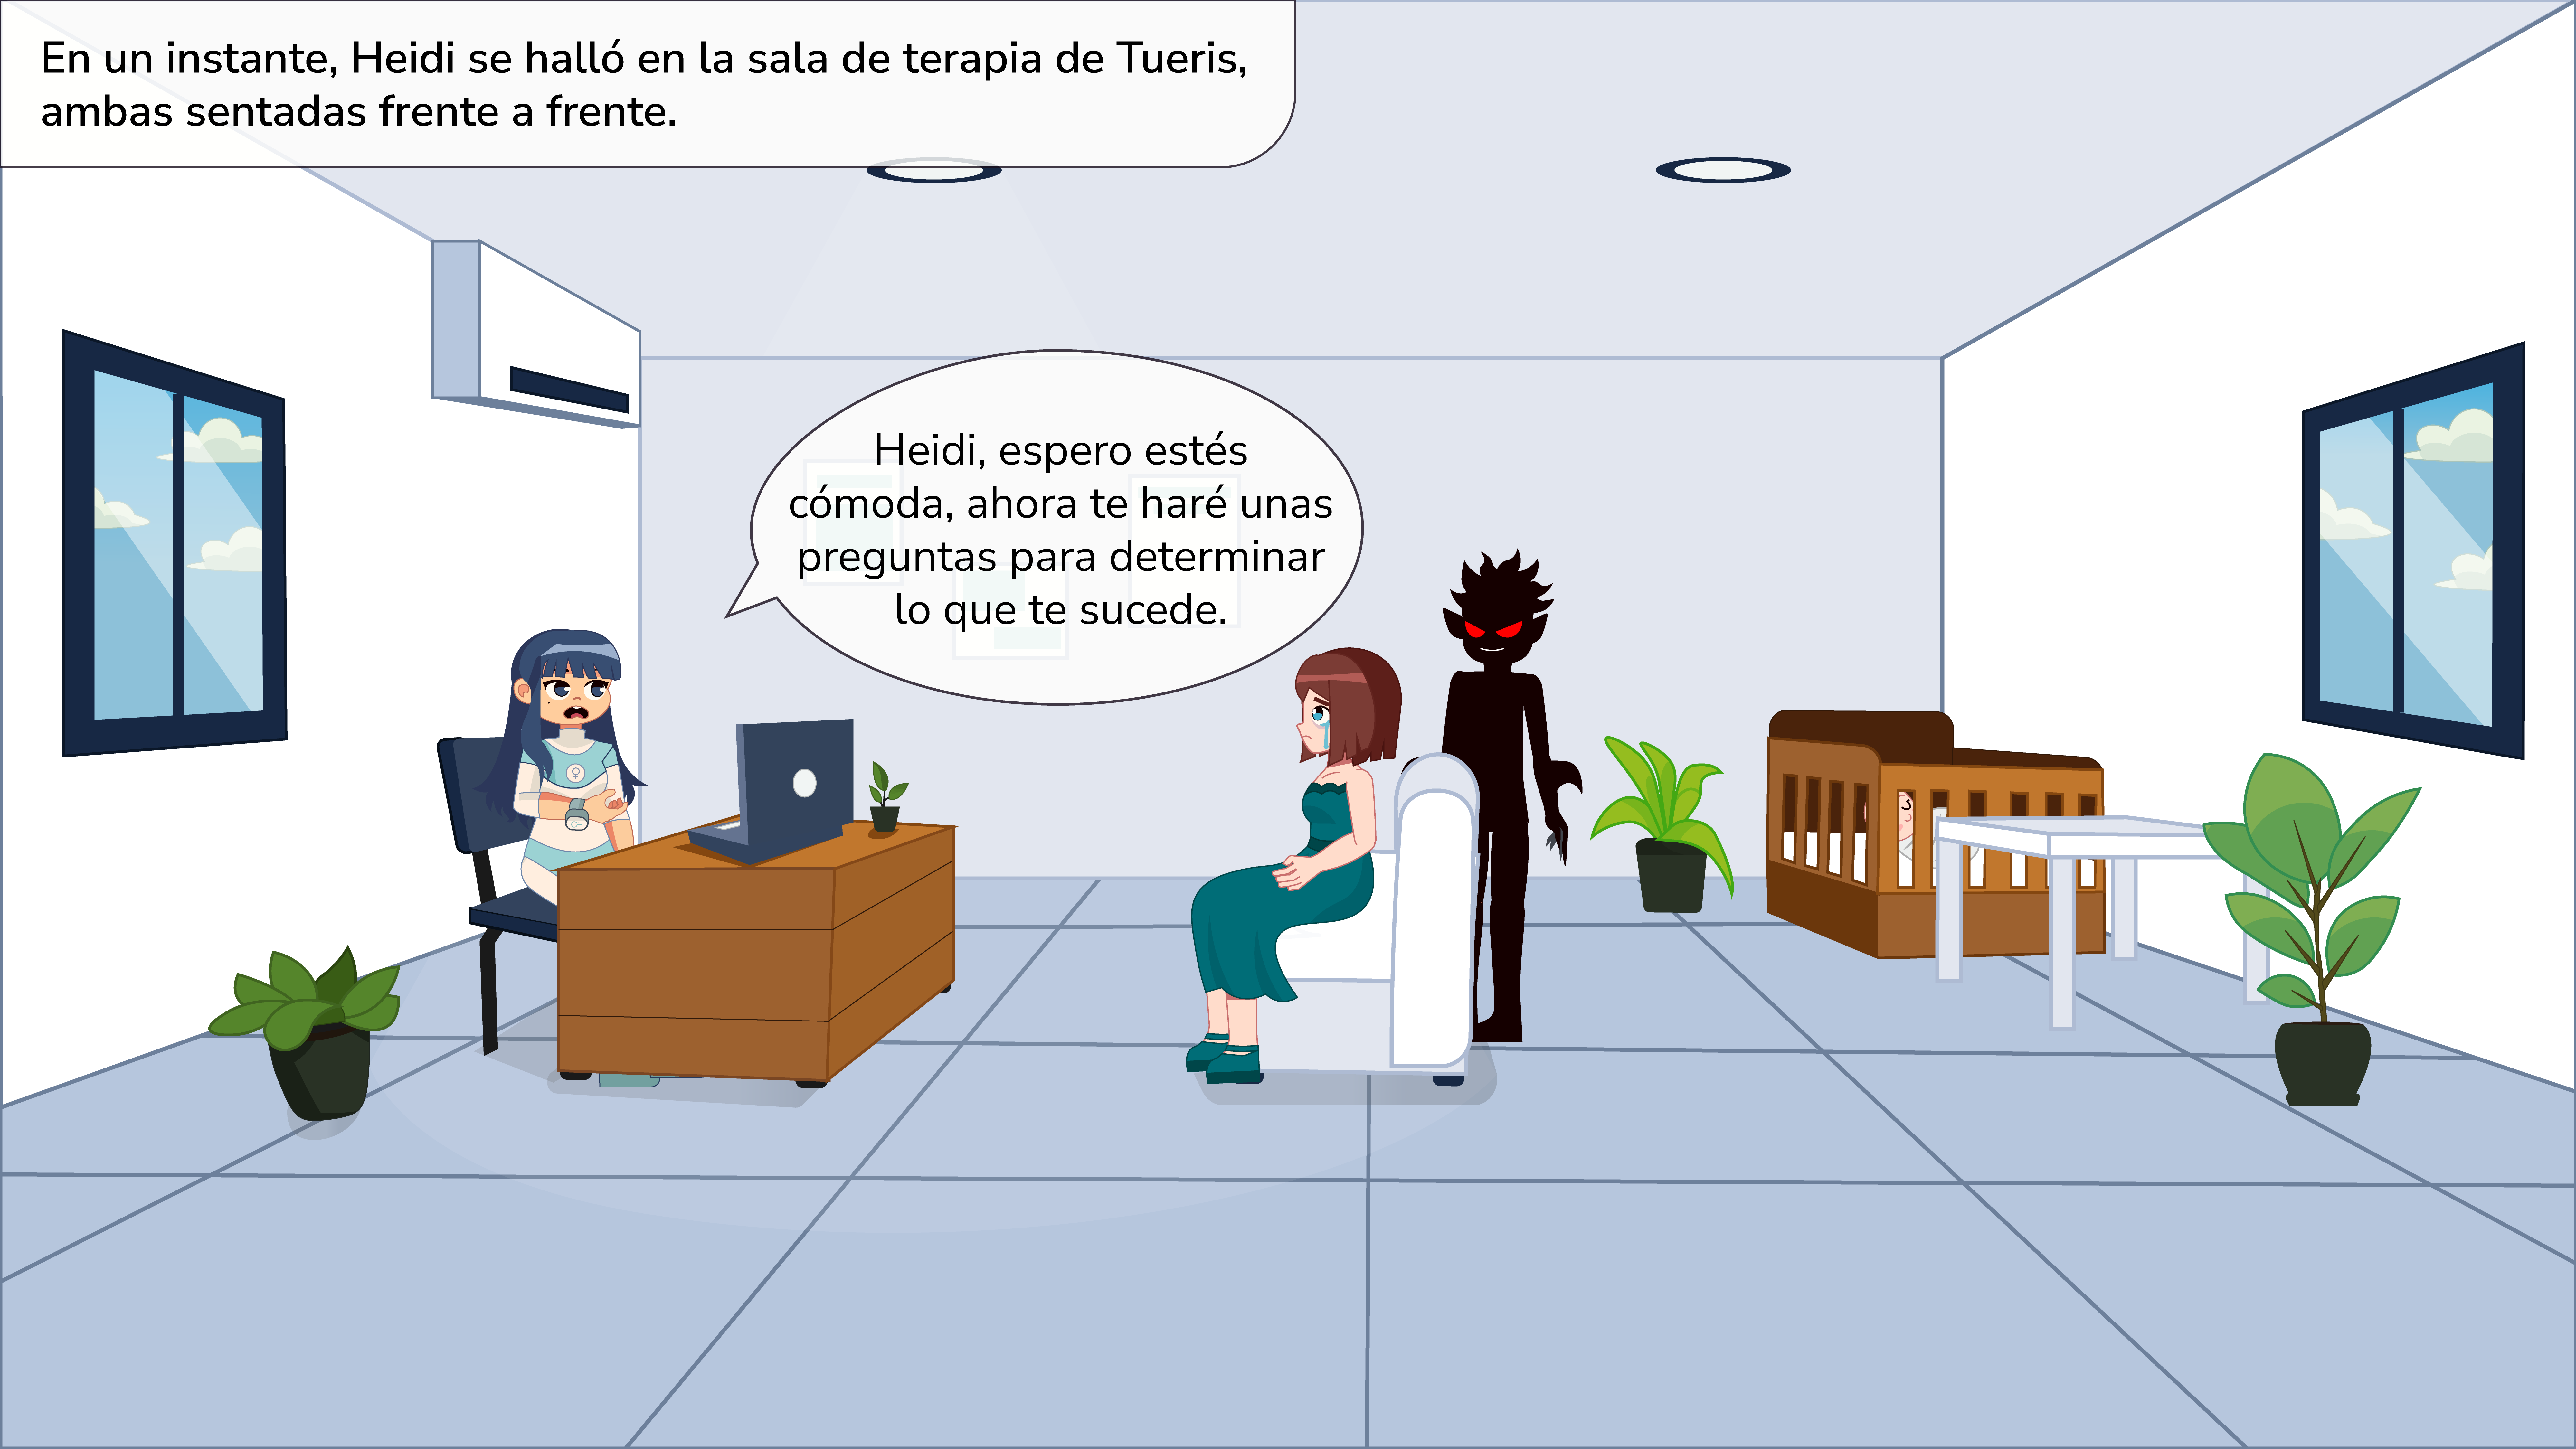 En un instante, Heidi se halló en la sala de terapia de Tueris,
ambas sentadas frente a frente.
Heidi, espero estés
cómoda, ahora te haré unas
preguntas para determinar
lo que te sucede.